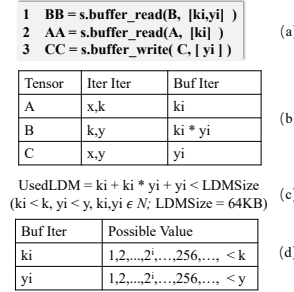 1 BB = s.buffer_read(B, [ki,yi] )
2 AA = s.buffer_read(A, [ki] )
3 CC = s.buffer_write( C, [ yi ] )
(a
Tensor Iter Iter Buf Iter
A x,k ki
B k,y ki * yi
C x,y yi
(b
UsedLDM = ki + ki * yi + yi < LDMSize
(ki < k, yi < y, ki,yi ϵ N; LDMSize = 64KB)
(c
Buf Iter Possible Value
ki 1,2,...,2ⁱ,…,256,…, < k
yi 1,2,...,2ⁱ,…,256,…, < y
(d